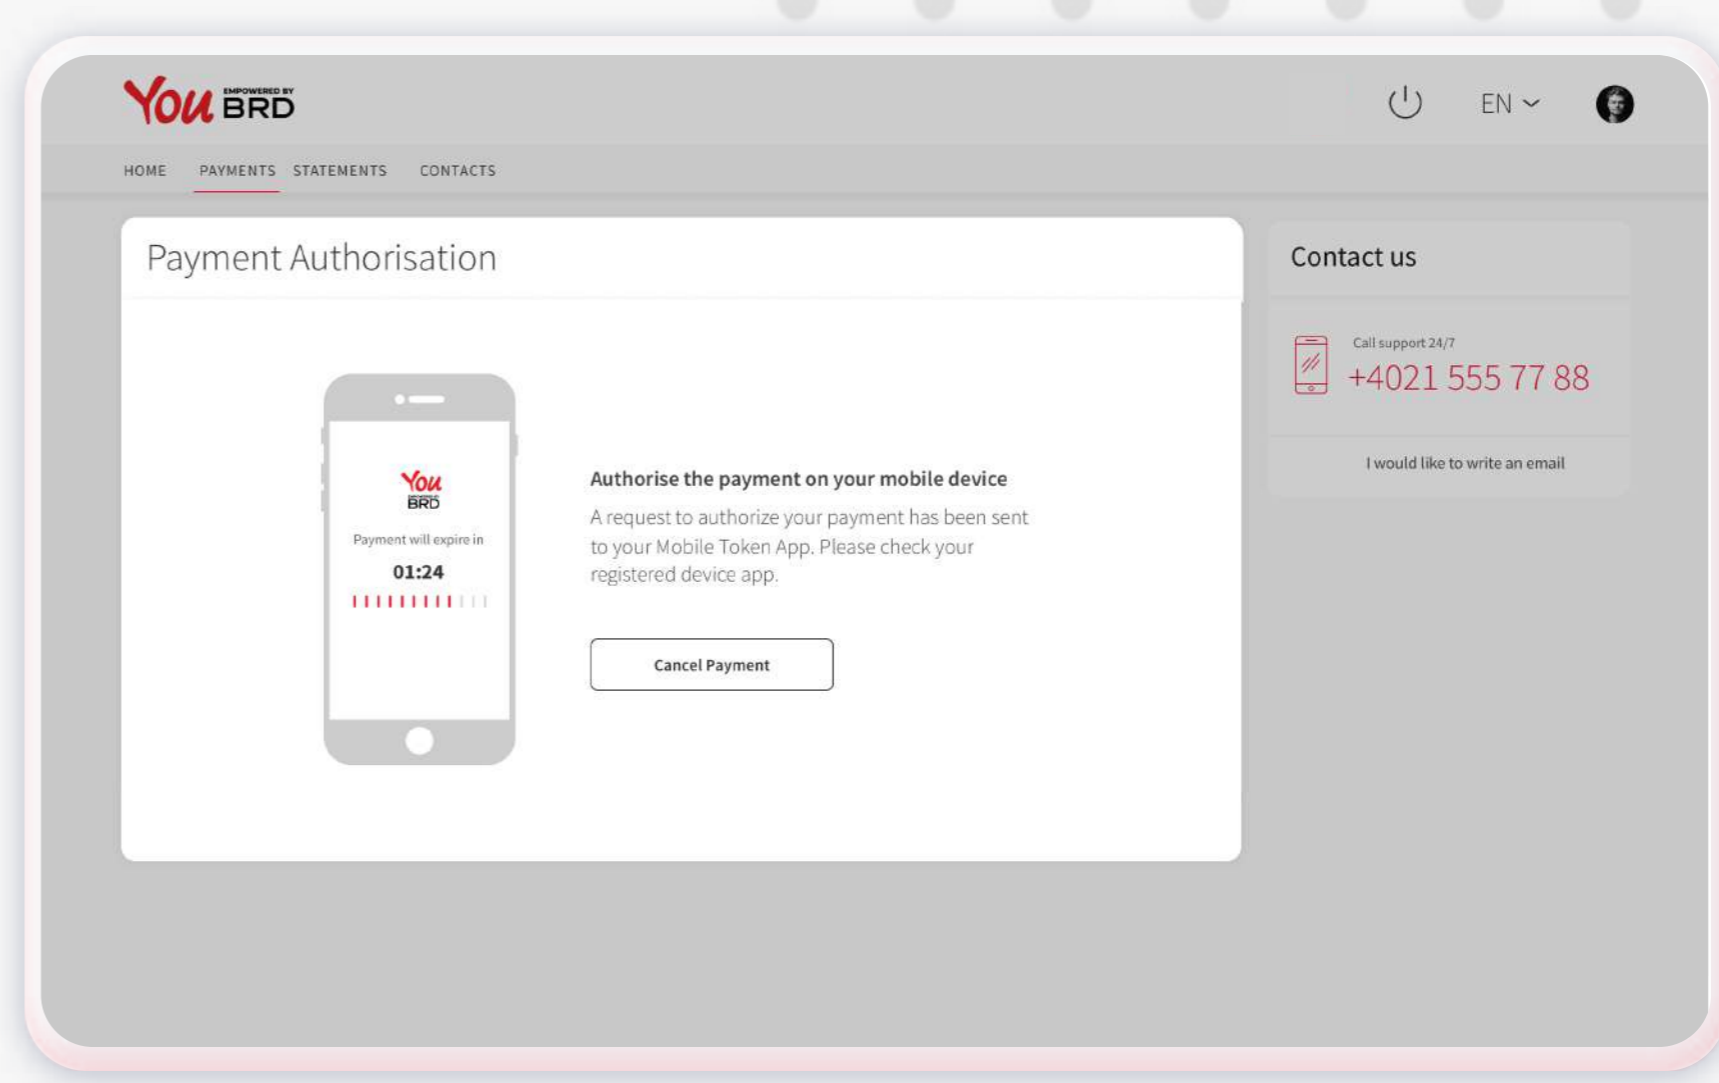 You EMPOWERED BY BRD
EN
HOME PAYMENTS STATEMENTS CONTACTS
Payment Authorisation
You
EMPOWERED BY
BRD
Payment will expire in
01:24
Authorise the payment on your mobile device
A request to authorize your payment has been sent
to your Mobile Token App. Please check your
registered device app.
Cancel Payment
Contact us
Call support 24/7
+4021 555 77 88
I would like to write an email